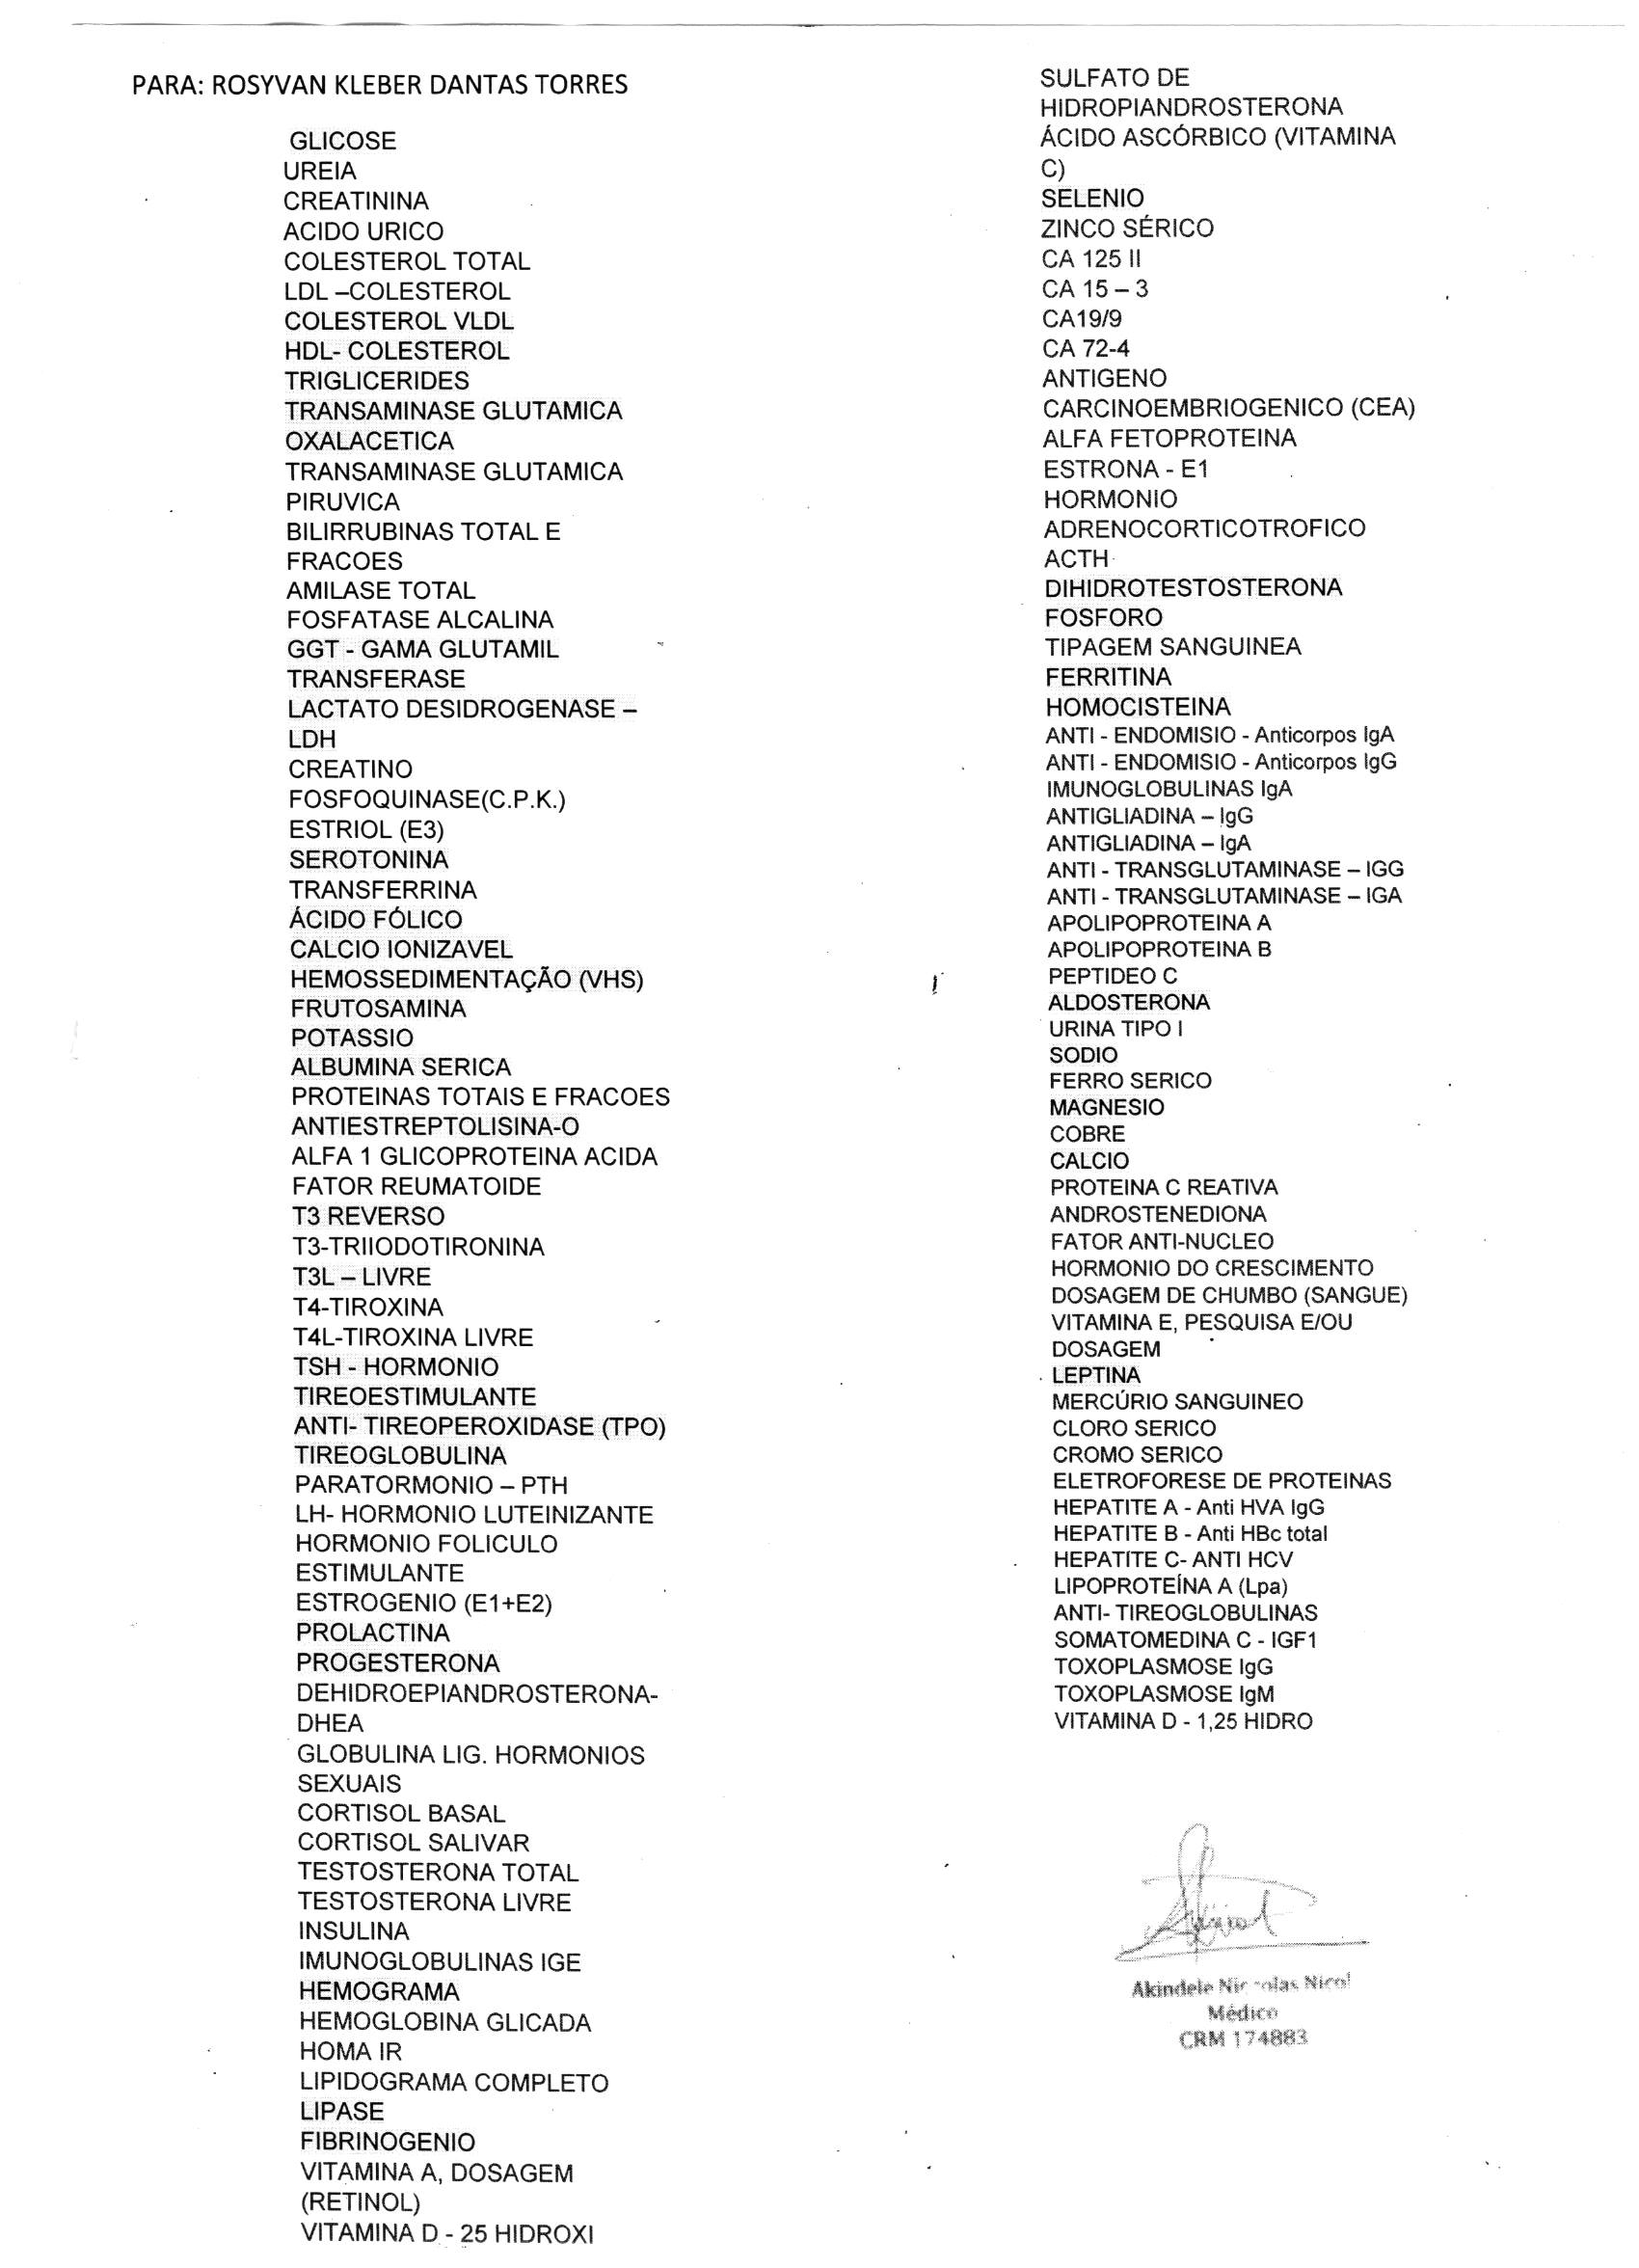 PARA: ROSYVAN KLEBER DANTAS TORRES
GLICOSE
UREIA
CREATININA
ACIDO URICO
COLESTEROL TOTAL
LDL –COLESTEROL
COLESTEROL VLDL
HDL- COLESTEROL
TRIGLICERIDES
TRANSAMINASE GLUTAMICA
OXALACETICA
TRANSAMINASE GLUTAMICA
PIRUVICA
BILIRRUBINAS TOTAL E
FRACOES
AMILASE TOTAL
FOSFATASE ALCALINA
GGT - GAMA GLUTAMIL
TRANSFERASE
LACTATO DESIDROGENASE –
LDH
CREATINO
FOSFOQUINASE(C.P.K.)
ESTRIOL (E3)
SEROTONINA
TRANSFERRINA
ÁCIDO FÓLICO
CALCIO IONIZAVEL
HEMOSSEDIMENTAÇÃO (VHS)
FRUTOSAMINA
POTASSIO
ALBUMINA SERICA
PROTEINAS TOTAIS E FRACOES
ANTIESTREPTOLISINA-O
ALFA 1 GLICOPROTEINA ACIDA
FATOR REUMATOIDE
T3 REVERSO
T3-TRIIODOTIRONINA
T3L – LIVRE
T4-TIROXINA
T4L-TIROXINA LIVRE
TSH - HORMONIO
TIREOESTIMULANTE
ANTI- TIREOPEROXIDASE (TPO)
TIREOGLOBULINA
PARATORMONIO – PTH
LH- HORMONIO LUTEINIZANTE
HORMONIO FOLICULO
ESTIMULANTE
ESTROGENIO (E1+E2)
PROLACTINA
PROGESTERONA
DEHIDROEPIANDROSTERONA-
DHEA
GLOBULINA LIG. HORMONIOS
SEXUAIS
CORTISOL BASAL
CORTISOL SALIVAR
TESTOSTERONA TOTAL
TESTOSTERONA LIVRE
INSULINA
IMUNOGLOBULINAS IGE
HEMOGRAMA
HEMOGLOBINA GLICADA
HOMA IR
LIPIDOGRAMA COMPLETO
LIPASE
FIBRINOGENIO
VITAMINA A, DOSAGEM
(RETINOL)
VITAMINA D - 25 HIDROXI
SULFATO DE
HIDROPIANDROSTERONA
ÁCIDO ASCÓRBICO (VITAMINA
C)
SELENIO
ZINCO SÉRICO
CA 125 II
CA 15 – 3
CA19/9
CA 72-4
ANTIGENO
CARCINOEMBRIOGENICO (CEA)
ALFA FETOPROTEINA
ESTRONA - E1
HORMONIO
ADRENOCORTICOTROFICO
ACTH
DIHIDROTESTOSTERONA
FOSFORO
TIPAGEM SANGUINEA
FERRITINA
HOMOCISTEINA
ANTI - ENDOMISIO - Anticorpos IgA
ANTI - ENDOMISIO - Anticorpos IgG
IMUNOGLOBULINAS IgA
ANTIGLIADINA – IgG
ANTIGLIADINA – IgA
ANTI - TRANSGLUTAMINASE – IGG
ANTI - TRANSGLUTAMINASE – IGA
APOLIPOPROTEINA A
APOLIPOPROTEINA B
PEPTIDEO C
ALDOSTERONA
URINA TIPO I
SODIO
FERRO SERICO
MAGNESIO
COBRE
CALCIO
PROTEINA C REATIVA
ANDROSTENEDIONA
FATOR ANTI-NUCLEO
HORMONIO DO CRESCIMENTO
DOSAGEM DE CHUMBO (SANGUE)
VITAMINA E, PESQUISA E/OU
DOSAGEM
LEPTINA
MERCÚRIO SANGUINEO
CLORO SERICO
CROMO SERICO
ELETROFORESE DE PROTEINAS
HEPATITE A - Anti HVA IgG
HEPATITE B - Anti HBc total
HEPATITE C- ANTI HCV
LIPOPROTEÍNA A (Lpa)
ANTI- TIREOGLOBULINAS
SOMATOMEDINA C - IGF1
TOXOPLASMOSE IgG
TOXOPLASMOSE IgM
VITAMINA D - 1,25 HIDRO
Akindele
Médico
CRM 174883